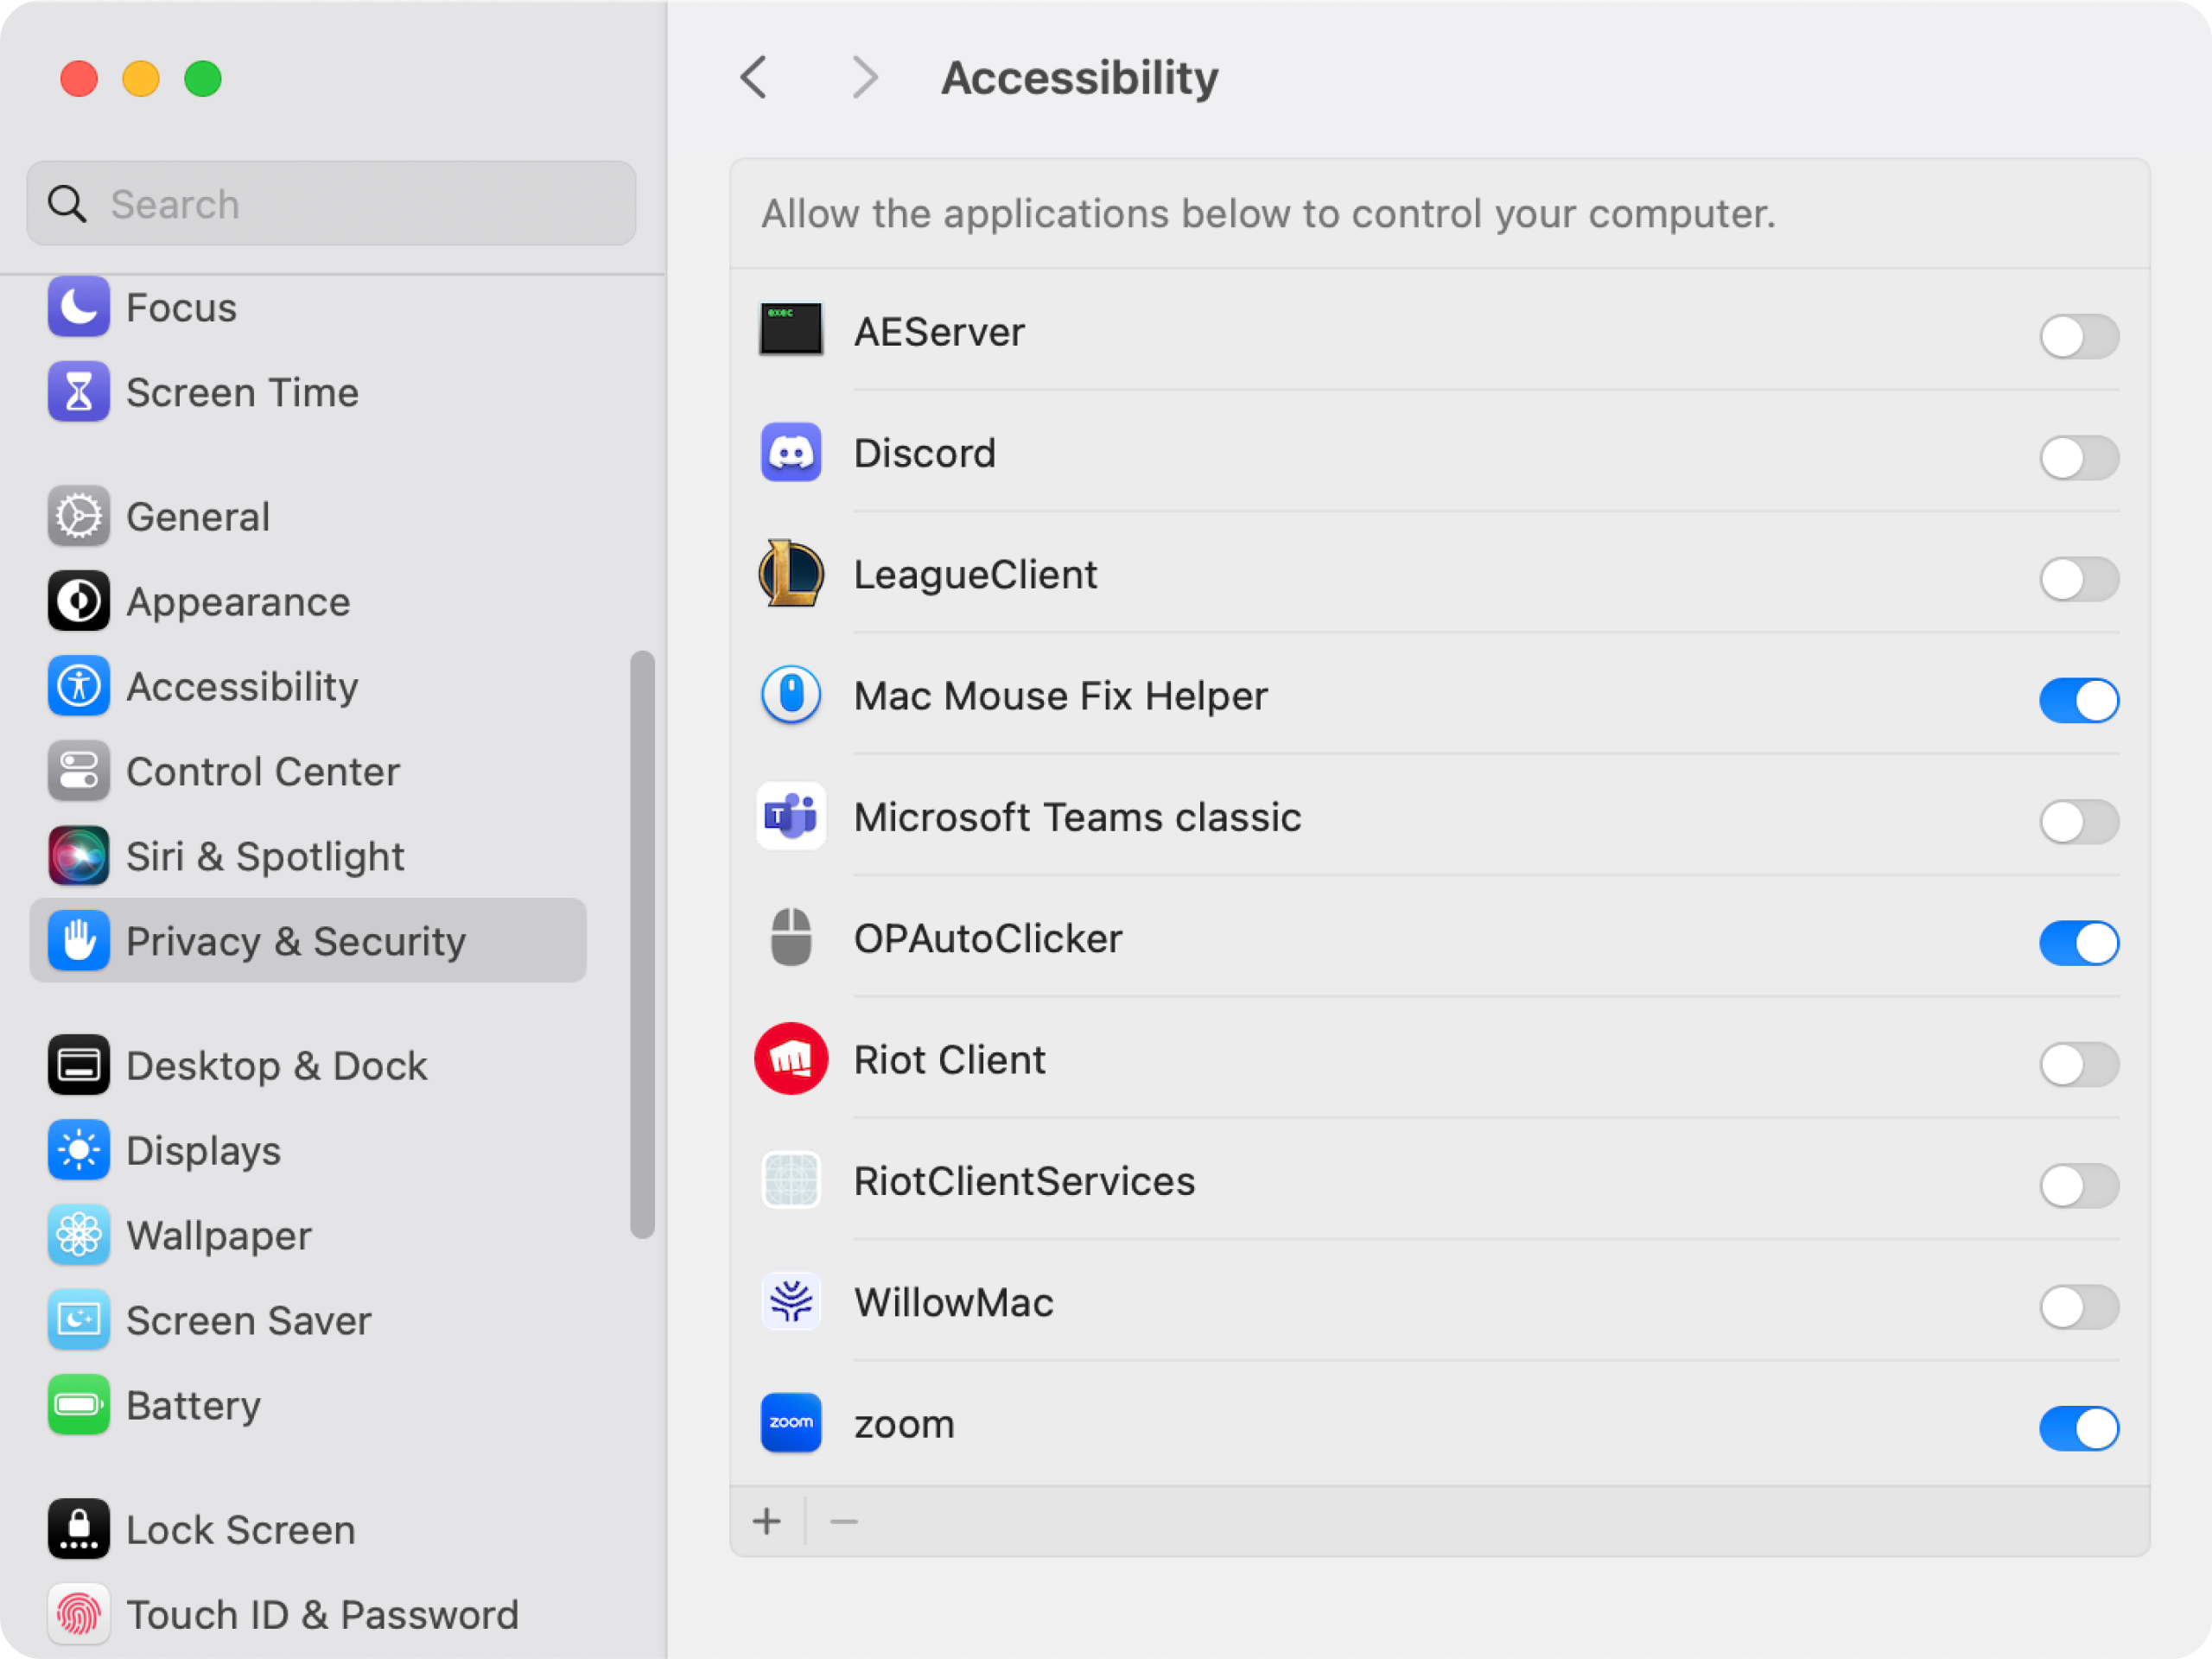 Search
Focus
Screen Time
General
Appearance
Accessibility
Control Center
Siri & Spotlight
Privacy & Security
Desktop & Dock
Displays
Wallpaper
Screen Saver
Battery
Lock Screen
Touch ID & Password
Accessibility
Allow the applications below to control your computer.
exec
AEServer
Discord
LeagueClient
Mac Mouse Fix Helper
T
Microsoft Teams classic
OPAutoClicker
Riot Client
RiotClientServices
WillowMac
zoom
zoom